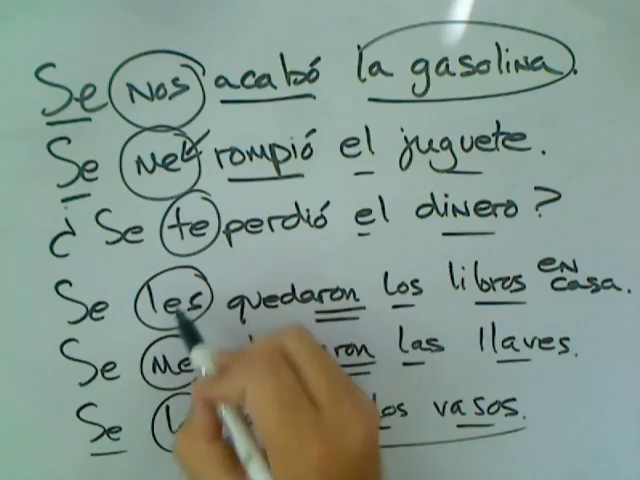 Se nos acabó la gasolina.
Se me rompió el juguete.
¿Se te perdió el dinero?
Se les quedaron los libros en casa.
Se me ron las llaves.
Se los vasos.